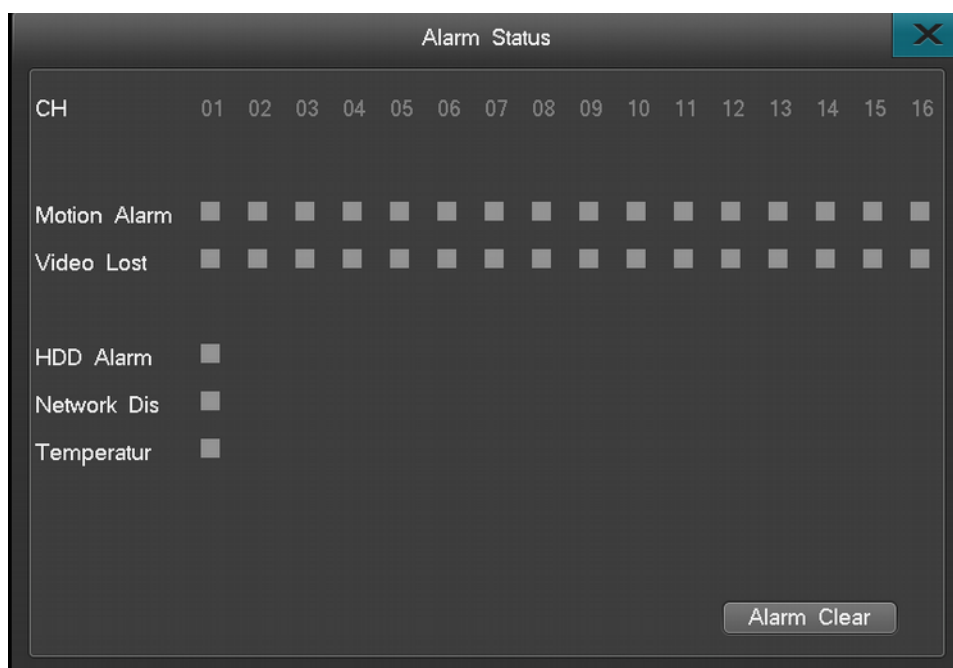 Alarm Status
CH 01 02 03 04 05 06 07 08 09 10 11 12 13 14 15 16
Motion Alarm
Video Lost
HDD Alarm
Network Dis
Temperatur
Alarm Clear